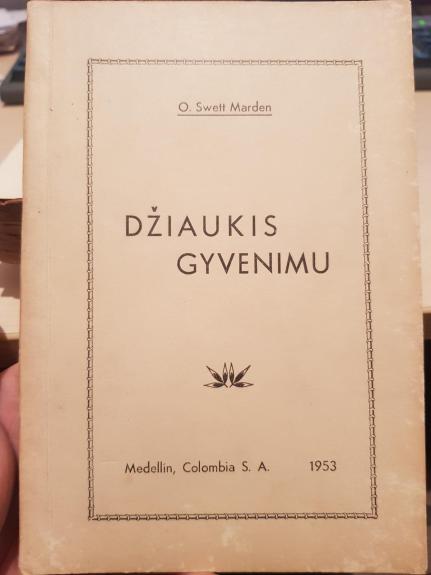 O. Swett Marden
DŽIAUKIS
GYVENIMU
Medellin, Colombia S. A. 1953